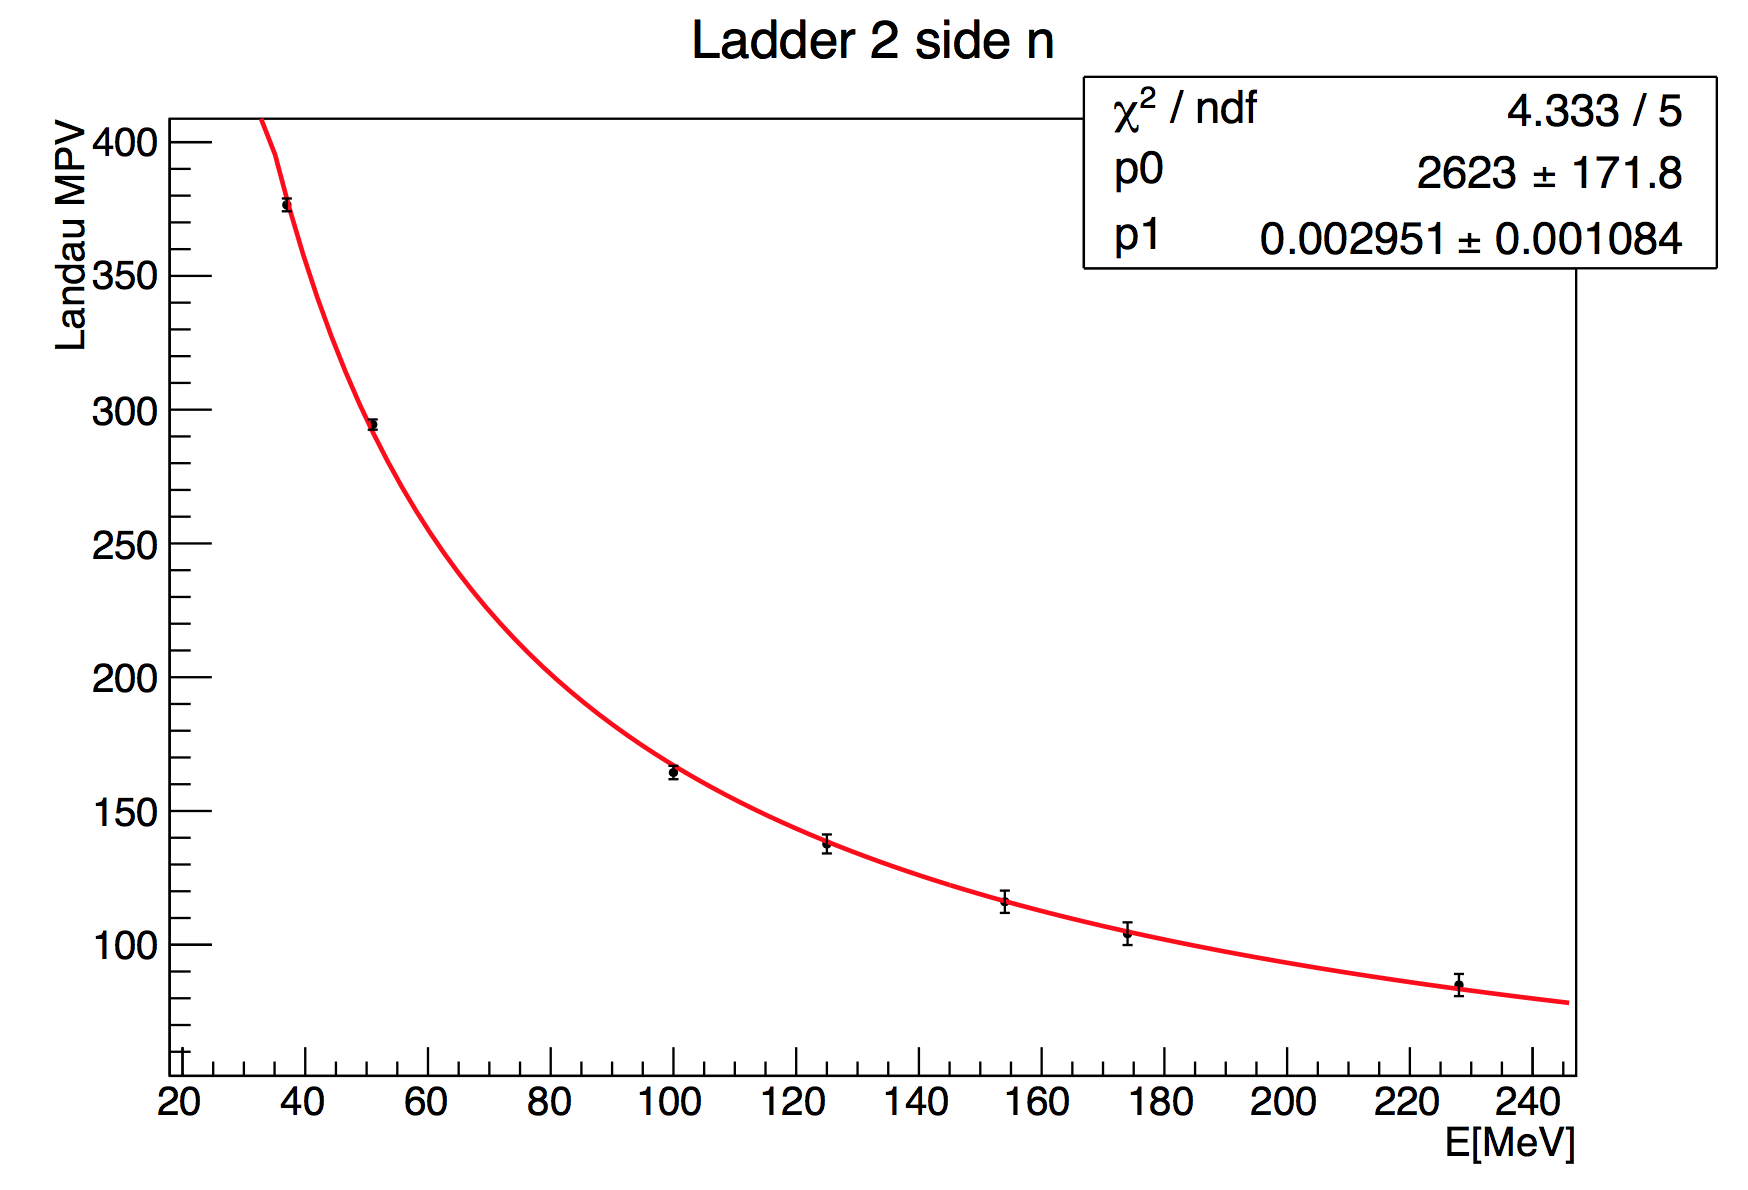 Ladder 2 side n
χ² / ndf 4.333 / 5
p0 2623 ± 171.8
p1 0.002951 ± 0.001084
Landau MPV
400
350
300
250
200
150
100
20 40 60 80 100 120 140 160 180 200 220 240
E[MeV]